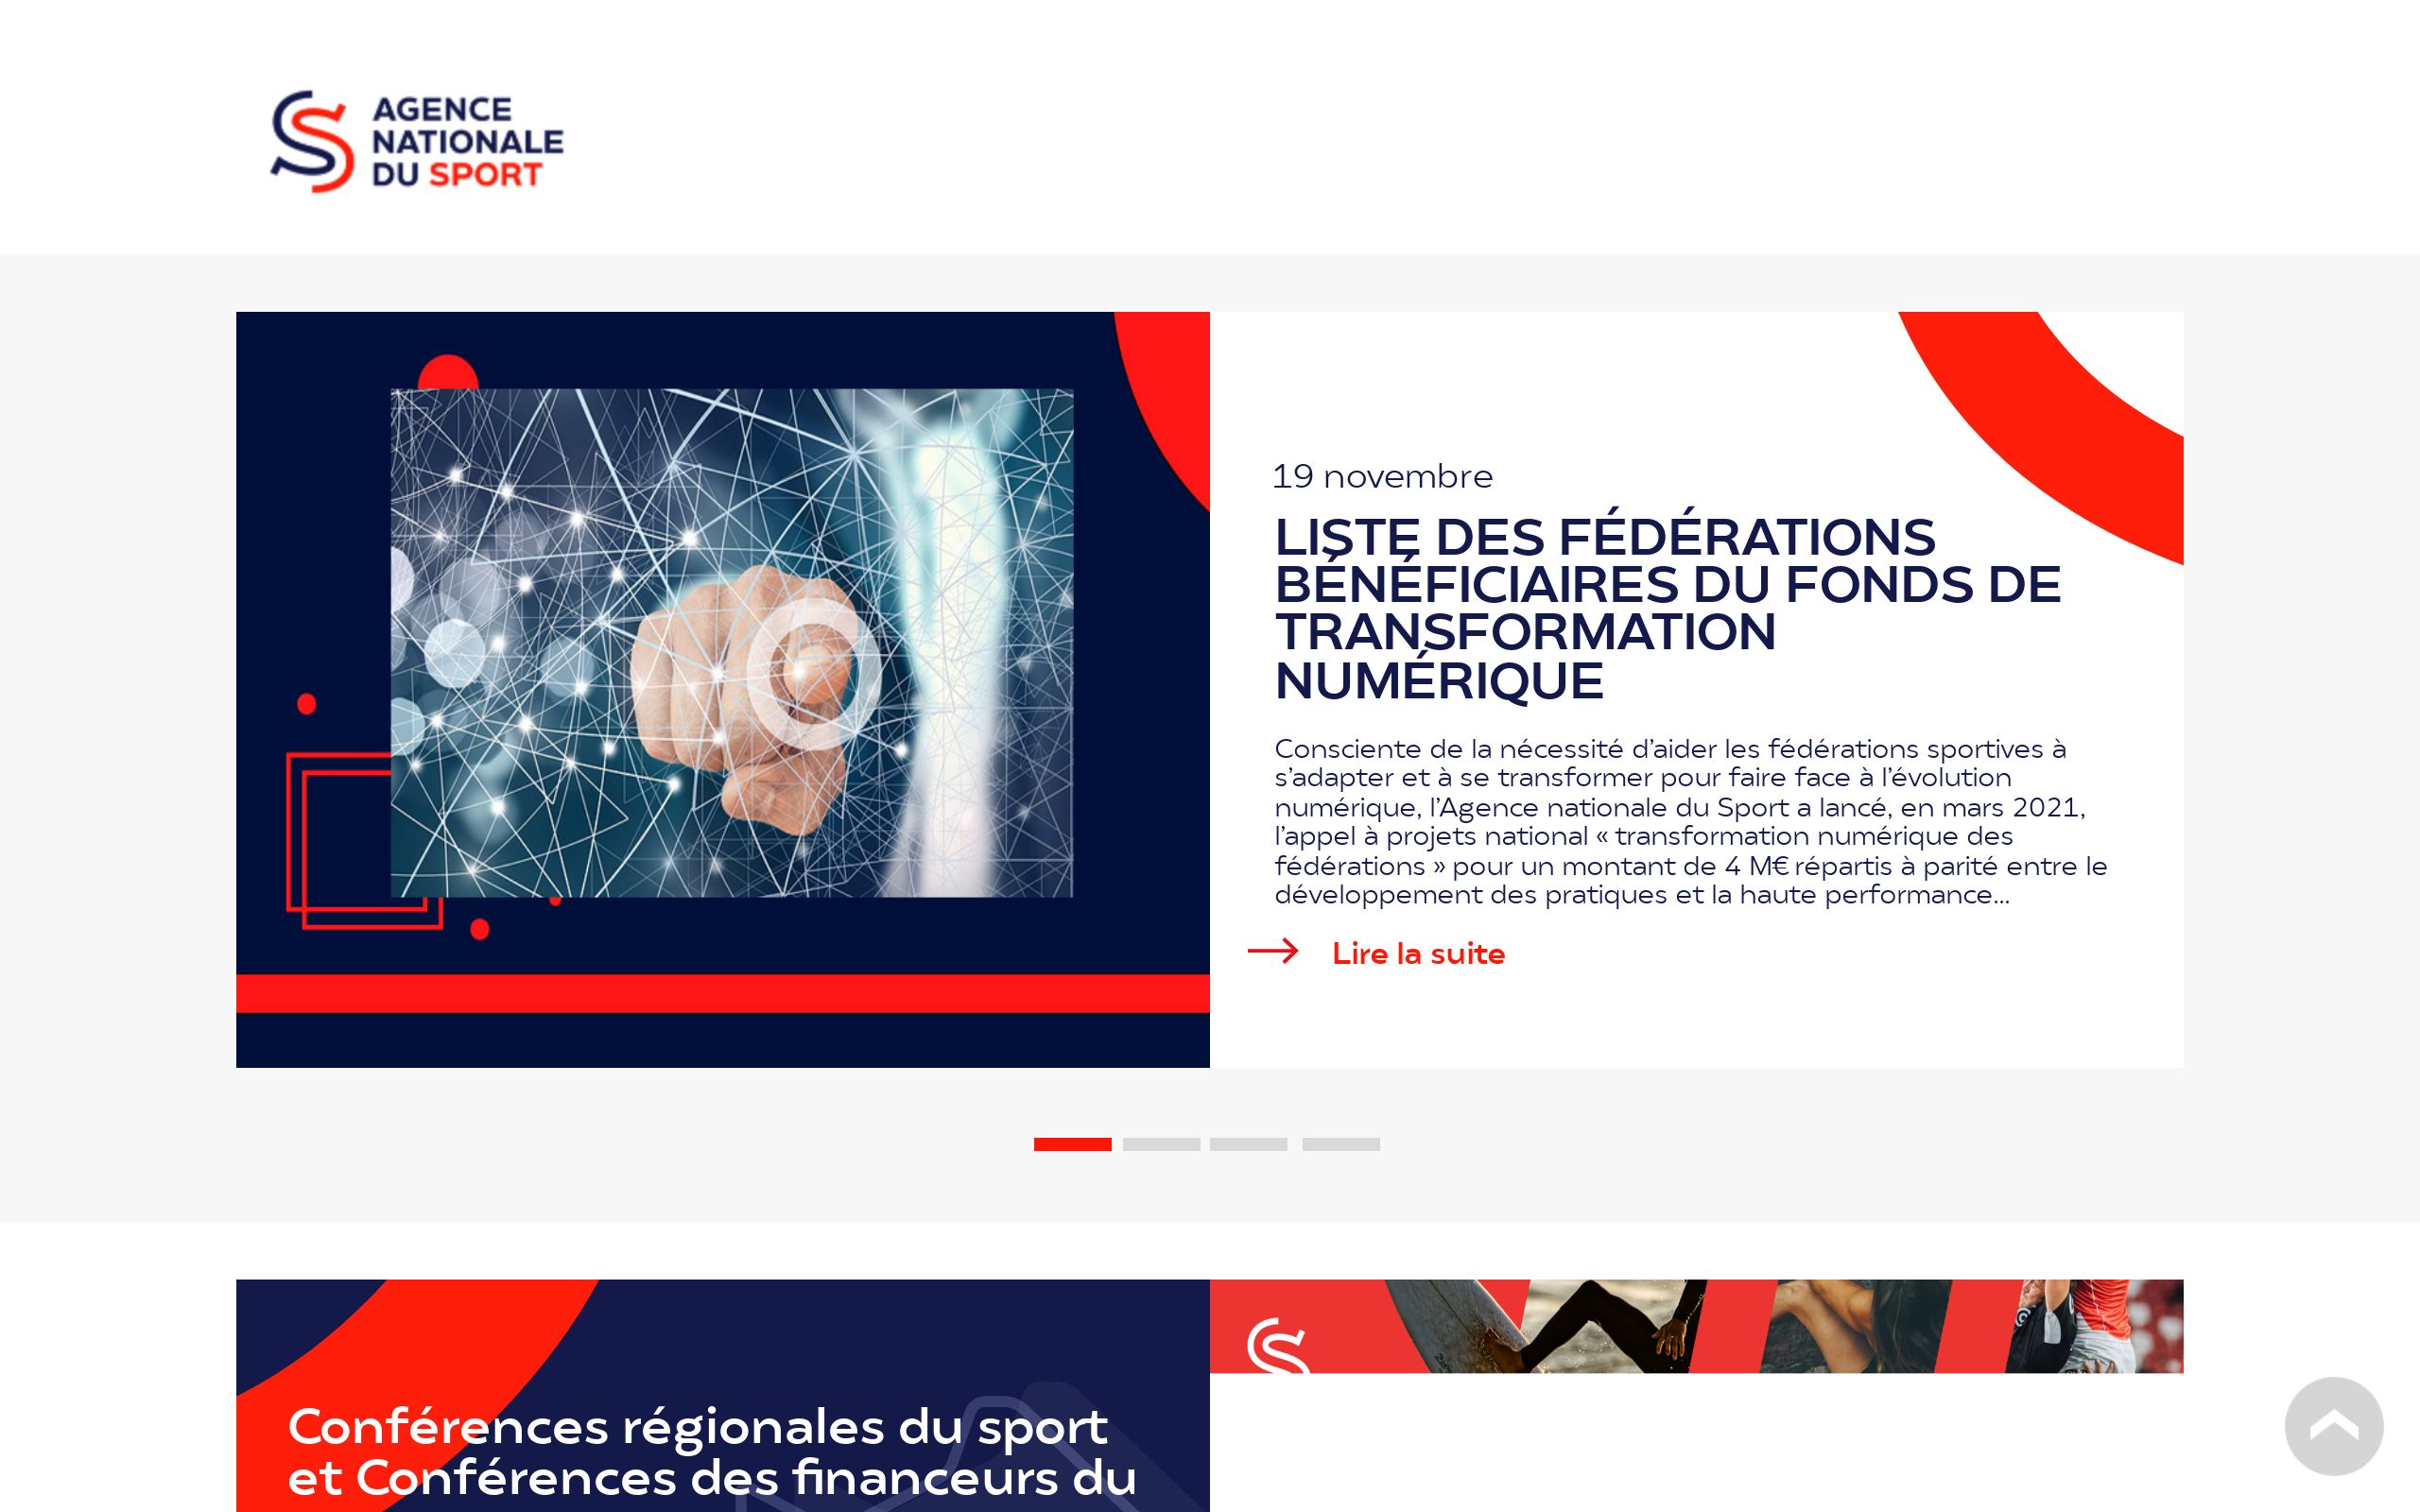 AGENCE
NATIONALE
DU SPORT
19 novembre
LISTE DES FÉDÉRATIONS
BÉNÉFICIAIRES DU FONDS DE
TRANSFORMATION
NUMÉRIQUE
Consciente de la nécessité d’aider les fédérations sportives à
s’adapter et à se transformer pour faire face à l’évolution
numérique, l’Agence nationale du Sport a lancé, en mars 2021,
l’appel à projets national « transformation numérique des
fédérations » pour un montant de 4 M€ répartis à parité entre le
développement des pratiques et la haute performance...
Lire la suite
Conférences régionales du sport
et Conférences des financeurs du